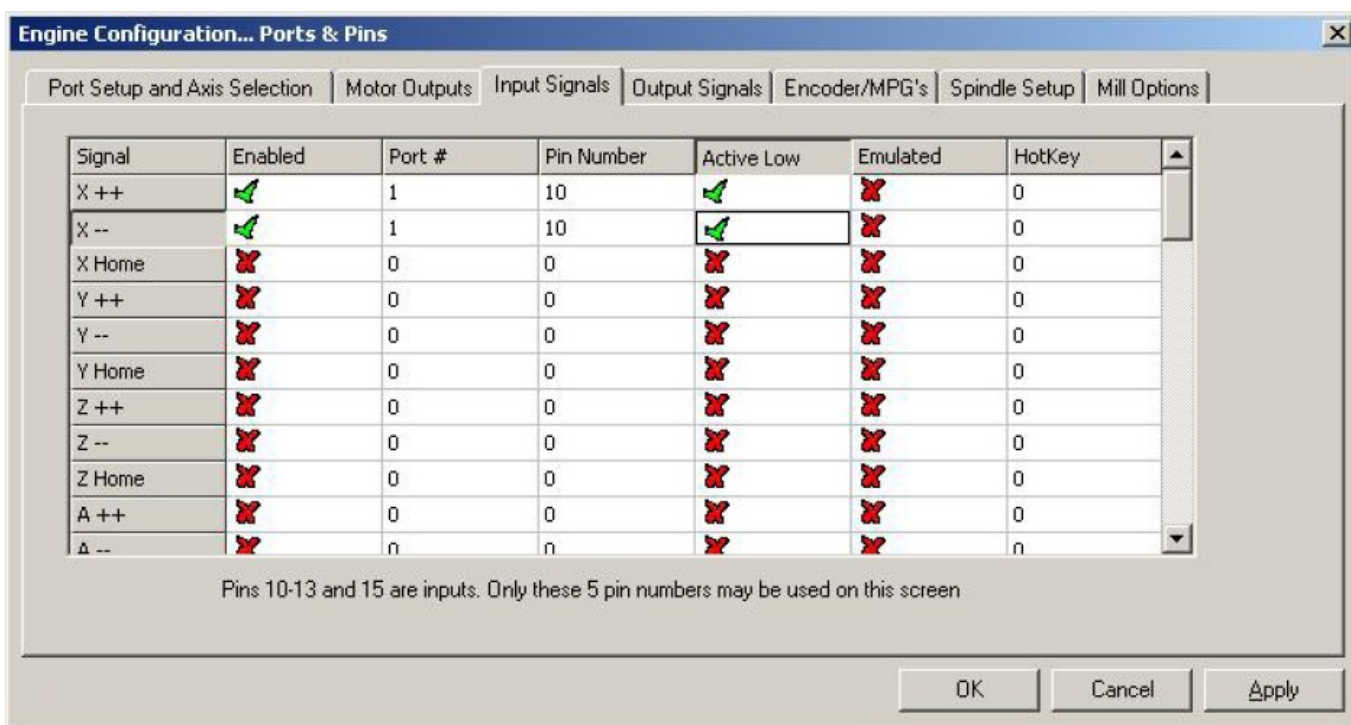 Engine Configuration... Ports & Pins
Port Setup and Axis Selection Motor Outputs Input Signals Output Signals Encoder/MPG's Spindle Setup Mill Options
Signal Enabled Port # Pin Number Active Low Emulated HotKey
X ++ 1 10 0
X -- 1 10 0
X Home 0 0 0
Y ++ 0 0 0
Y -- 0 0 0
Y Home 0 0 0
Z ++ 0 0 0
Z -- 0 0 0
Z Home 0 0 0
A ++ 0 0 0
A -- 0 0 0
Pins 10-13 and 15 are inputs. Only these 5 pin numbers may be used on this screen
OK Cancel Apply